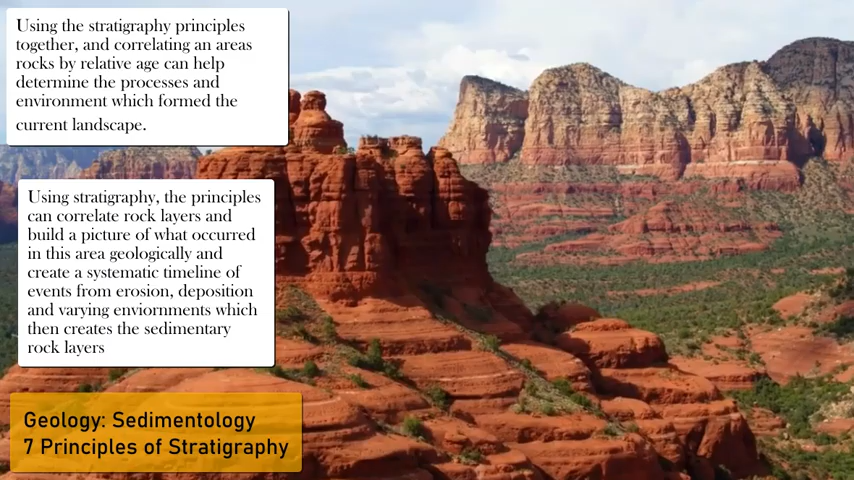 Using the stratigraphy principles
together, and correlating an areas
rocks by relative age can help
determine the processes and
environment which formed the
current landscape.
Using stratigraphy, the principles
can correlate rock layers and
build a picture of what occurred
in this area geologically and
create a systematic timeline of
events from erosion, deposition
and varying enviornments which
then creates the sedimentary
rock layers
Geology: Sedimentology
7 Principles of Stratigraphy